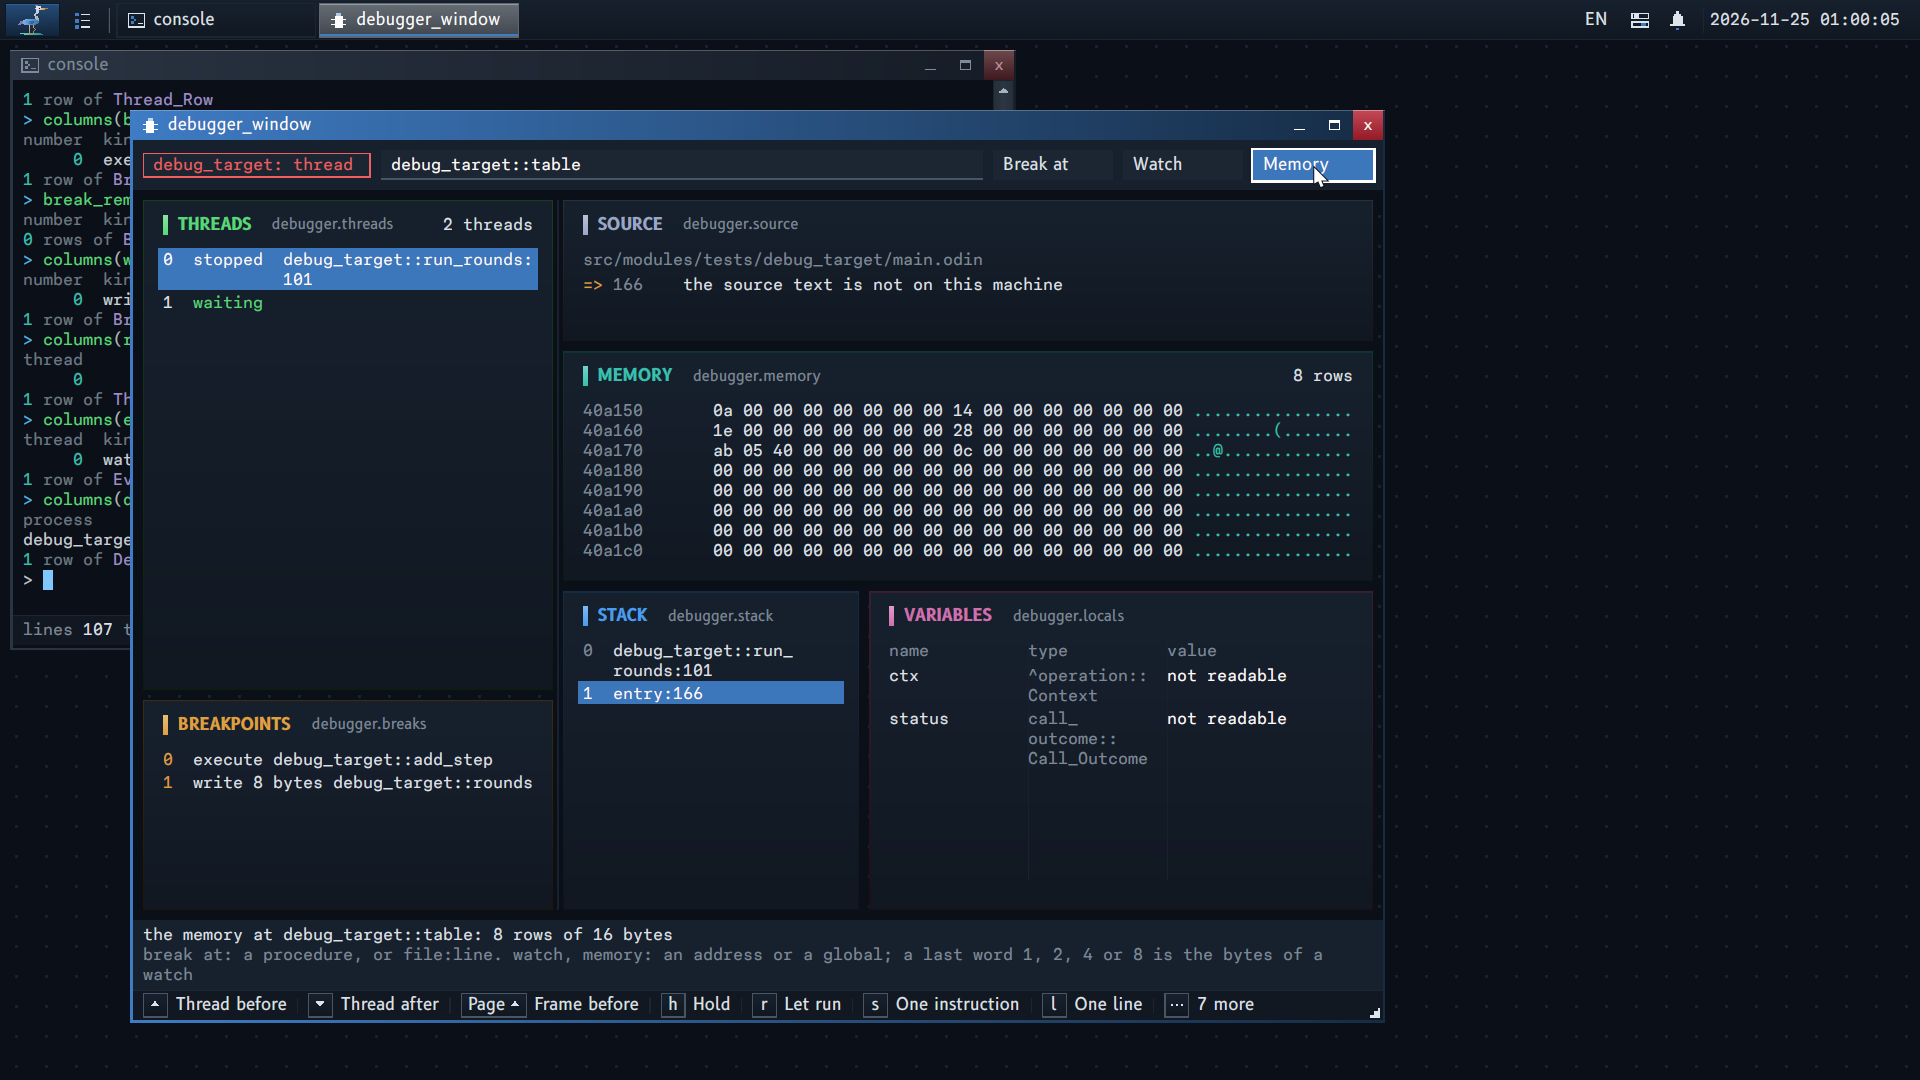 console
debugger_window
EN
2026-11-25 01:00:05
console
x
1 row of Thread_Row
> columns(b
number kin
0 exe
1 row of Br
> break_rem
number kin
0 rows of B
> columns(w
number kin
0 wri
1 row of Br
> columns(r
thread
0
1 row of Th
> columns(e
thread kin
0 wat
1 row of Ev
> columns(d
process
debug_targe
1 row of De
>
lines 107 t
debugger_window
x
debug_target: thread
debug_target::table
Break at
Watch
Memory
THREADS debugger.threads 2 threads
0 stopped debug_target::run_rounds:
101
1 waiting
BREAKPOINTS debugger.breaks
0 execute debug_target::add_step
1 write 8 bytes debug_target::rounds
SOURCE debugger.source
src/modules/tests/debug_target/main.odin
=> 166 the source text is not on this machine
MEMORY debugger.memory 8 rows
40a150 0a 00 00 00 00 00 00 00 14 00 00 00 00 00 00 00 ................
40a160 1e 00 00 00 00 00 00 00 28 00 00 00 00 00 00 00 ........(.......
40a170 ab 05 40 00 00 00 00 00 0c 00 00 00 00 00 00 00 ..@.............
40a180 00 00 00 00 00 00 00 00 00 00 00 00 00 00 00 00 ................
40a190 00 00 00 00 00 00 00 00 00 00 00 00 00 00 00 00 ................
40a1a0 00 00 00 00 00 00 00 00 00 00 00 00 00 00 00 00 ................
40a1b0 00 00 00 00 00 00 00 00 00 00 00 00 00 00 00 00 ................
40a1c0 00 00 00 00 00 00 00 00 00 00 00 00 00 00 00 00 ................
STACK debugger.stack
0 debug_target::run_
rounds:101
1 entry:166
VARIABLES debugger.locals
name type value
ctx ^operation:: not readable
Context
status call_ not readable
outcome::
Call_Outcome
the memory at debug_target::table: 8 rows of 16 bytes
break at: a procedure, or file:line. watch, memory: an address or a global; a last word 1, 2, 4 or 8 is the bytes of a
watch
Thread before Thread after Page Frame before h Hold r Let run s One instruction l One line ... 7 more